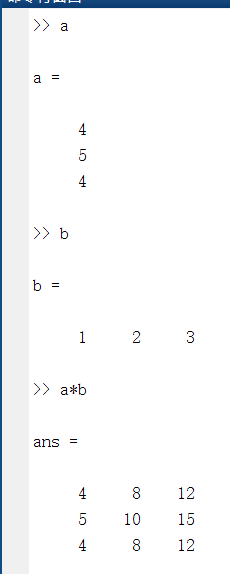 >> a
a =
4
5
4
>> b
b =
1 2 3
>> a*b
ans =
4 8 12
5 10 15
4 8 12